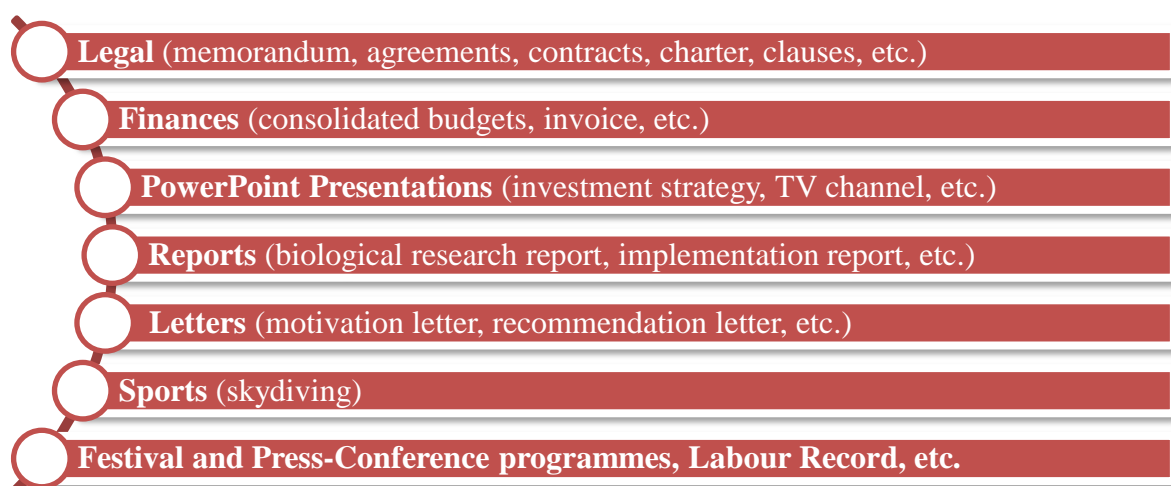 Legal (memorandum, agreements, contracts, charter, clauses, etc.)
Finances (consolidated budgets, invoice, etc.)
PowerPoint Presentations (investment strategy, TV channel, etc.)
Reports (biological research report, implementation report, etc.)
Letters (motivation letter, recommendation letter, etc.)
Sports (skydiving)
Festival and Press-Conference programmes, Labour Record, etc.